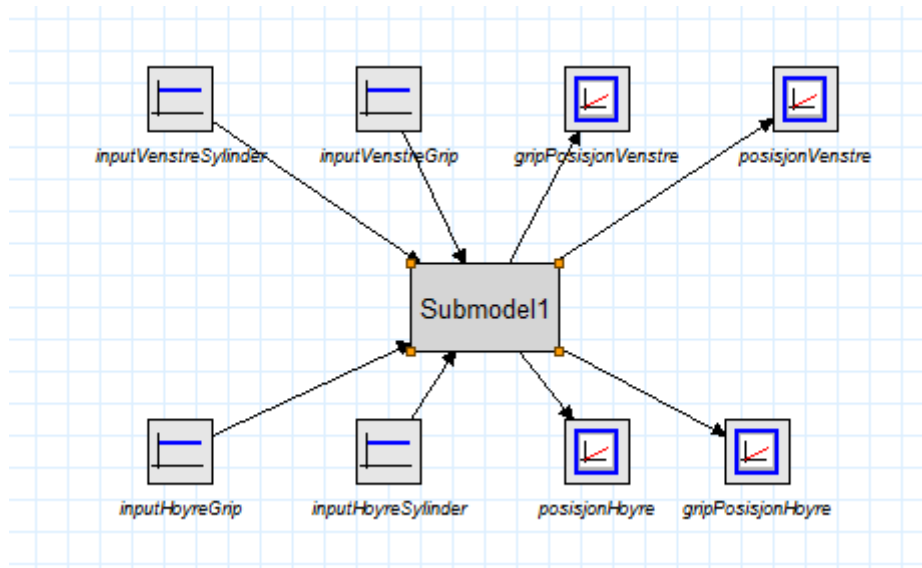 inputVenstreSylinder
inputVenstreGrip
gripPosisjonVenstre
posisjonVenstre
Submodel1
inputHoyreGrip
inputHoyreSylinder
posisjonHoyre
gripPosisjonHoyre